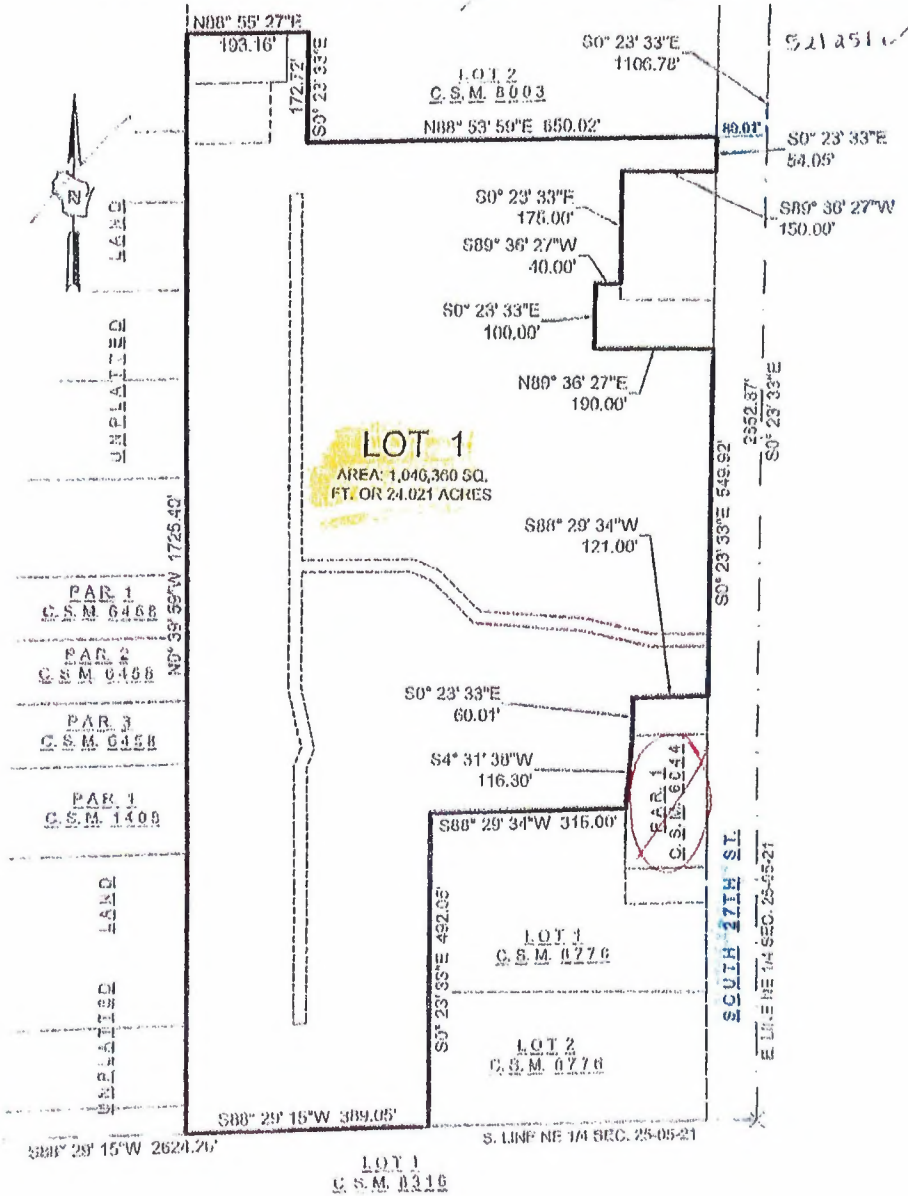 N88° 55' 27"E
193.16'
172.72'
S0° 23' 33"E
LOT 2
C.S.M. 8003
N88° 53' 59"E 650.02'
S0° 23' 33"E
1106.78'
80.01'
S0° 23' 33"E
54.05'
S89° 36' 27"W
150.00'
S0° 23' 33"E
175.00'
S89° 36' 27"W
40.00'
S0° 23' 33"E
100.00'
N89° 36' 27"E
190.00'
N
LAND
UNPLATTED
LOT 1
AREA: 1,046,360 SQ.
FT. OR 24.021 ACRES
2652.87'
S0° 23' 33"E
S0° 23' 33"E 549.92'
S88° 29' 34"W
121.00'
N0° 39' 59"W 1725.40'
PAR. 1
C.S.M. 6468
PAR. 2
C.S.M. 6458
PAR. 3
C.S.M. 6458
PAR. 1
C.S.M. 1408
S0° 23' 33"E
60.01'
S4° 31' 38"W
116.30'
S88° 29' 34"W 315.00'
PAR. 1
C.S.M. 6044
S0° 23' 33"E 492.05'
LOT 1
C.S.M. 8776
LOT 2
C.S.M. 8776
LAND
UNPLATTED
SOUTH 27TH ST.
E. LINE NE 1/4 SEC. 25-05-21
S88° 29' 15"W 389.05'
S88° 29' 15"W 2624.26'
S. LINE NE 1/4 SEC. 25-05-21
LOT 1
C.S.M. 8316